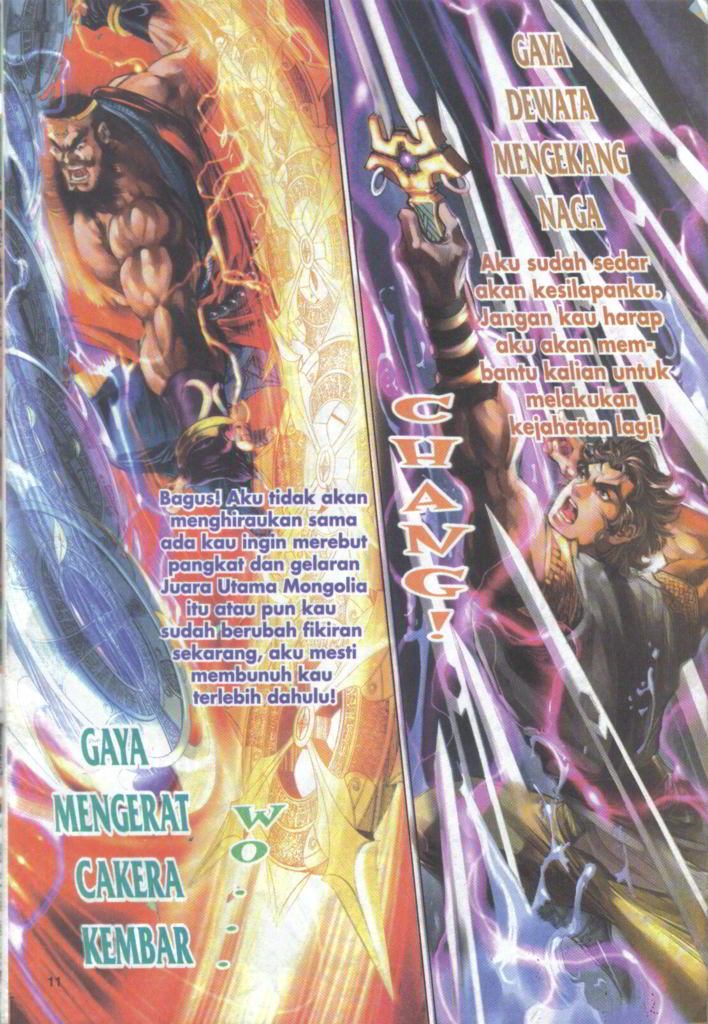 GAYA
DEWATA
MENGEKANG
NAGA
Aku sudah sedar
akan kesilapanku.
Jangan kau harap
aku akan mem-
bantu kalian untuk
melakukan
kejahatan lagi!
CHANG!
Bagus! Aku tidak akan
menghiraukan sama
ada kau ingin merebut
pangkat dan gelaran
Juara Utama Mongolia
itu atau pun kau
sudah berubah fikiran
sekarang, aku mesti
membunuh kau
terlebih dahulu!
GAYA
MENGERAT
CAKERA
KEMBAR
WO...
11